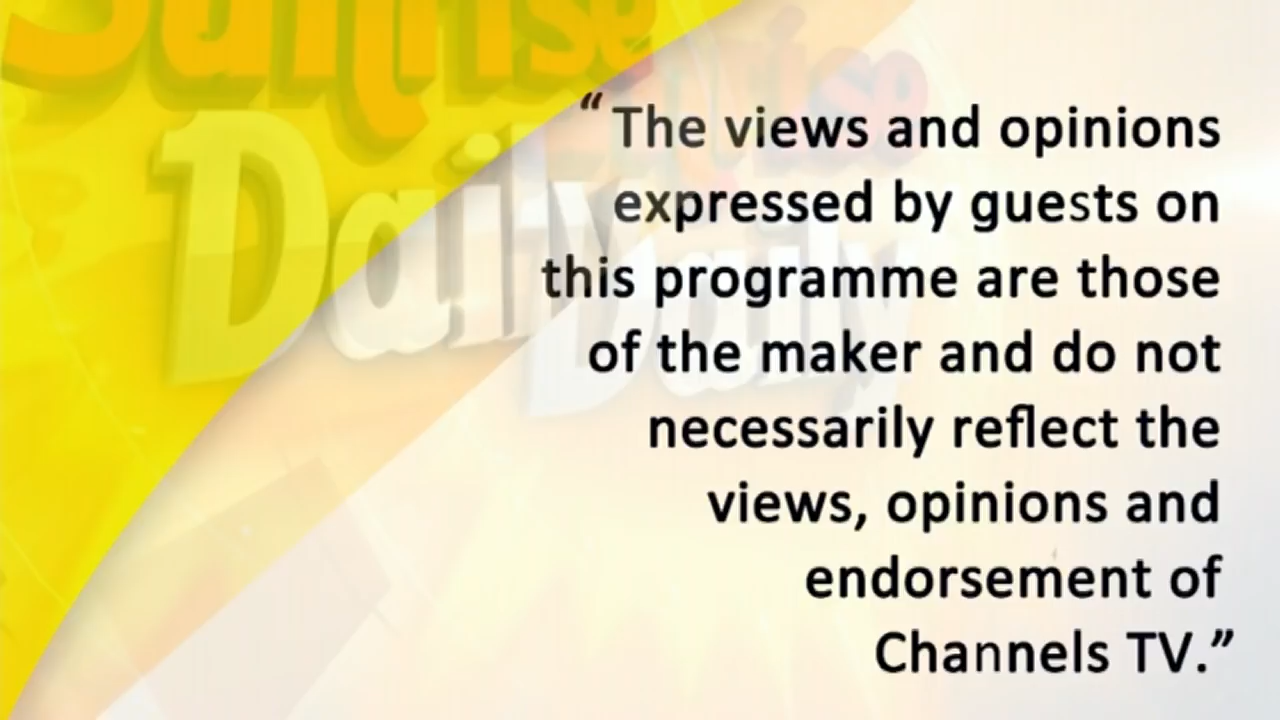 Sunrise
Daily
“The views and opinions
expressed by guests on
this programme are those
of the maker and do not
necessarily reflect the
views, opinions and
endorsement of
Channels TV.”